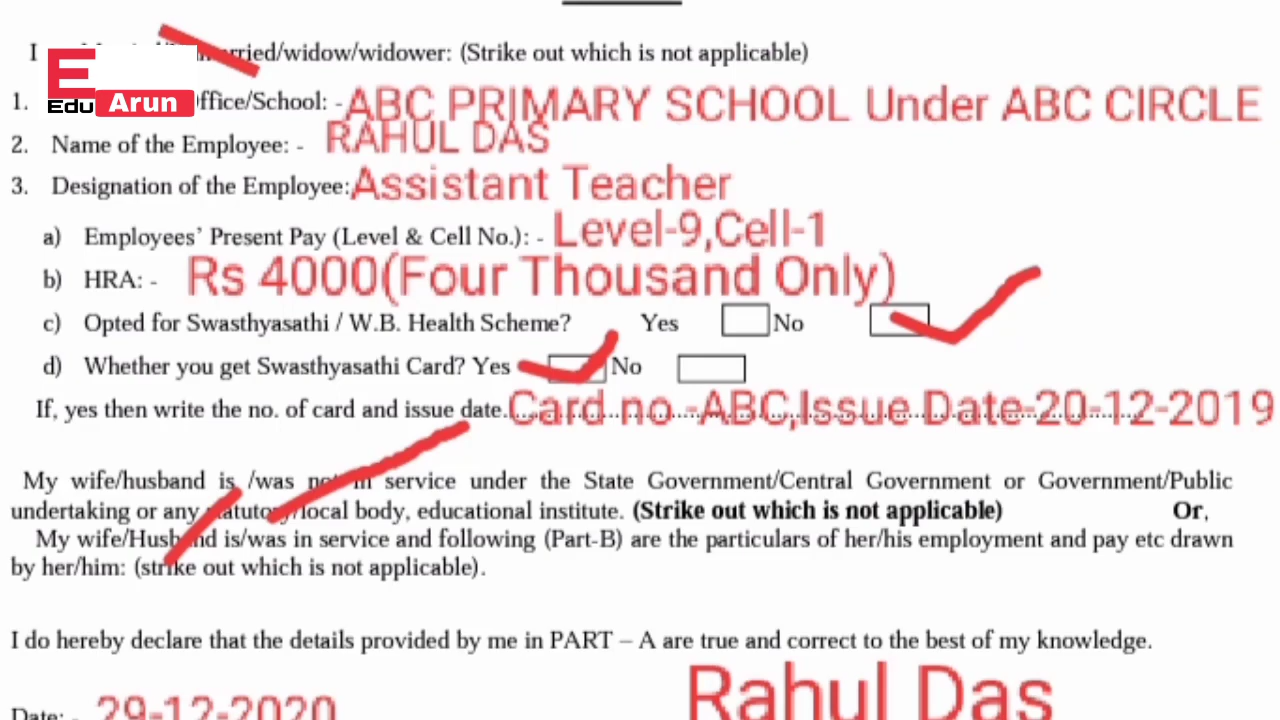 I /widow/widower: (Strike out which is not applicable)
E
Edu Arun
1. Office/School: - ABC PRIMARY SCHOOL Under ABC CIRCLE
2. Name of the Employee: - RAHUL DAS
3. Designation of the Employee: Assistant Teacher
a) Employees' Present Pay (Level & Cell No.): - Level-9,Cell-1
b) HRA: - Rs 4000(Four Thousand Only)
c) Opted for Swasthyasathi / W.B. Health Scheme? Yes No
d) Whether you get Swasthyasathi Card? Yes No
If, yes then write the no. of card and issue date. Card no -ABC,Issue Date-20-12-2019
My wife/husband is /was not in service under the State Government/Central Government or Government/Public
undertaking or any statutory/local body, educational institute. (Strike out which is not applicable) Or,
My wife/Husband is/was in service and following (Part-B) are the particulars of her/his employment and pay etc drawn
by her/him: (strike out which is not applicable).
I do hereby declare that the details provided by me in PART – A are true and correct to the best of my knowledge.
Rahul Das
Date: - 29-12-2020